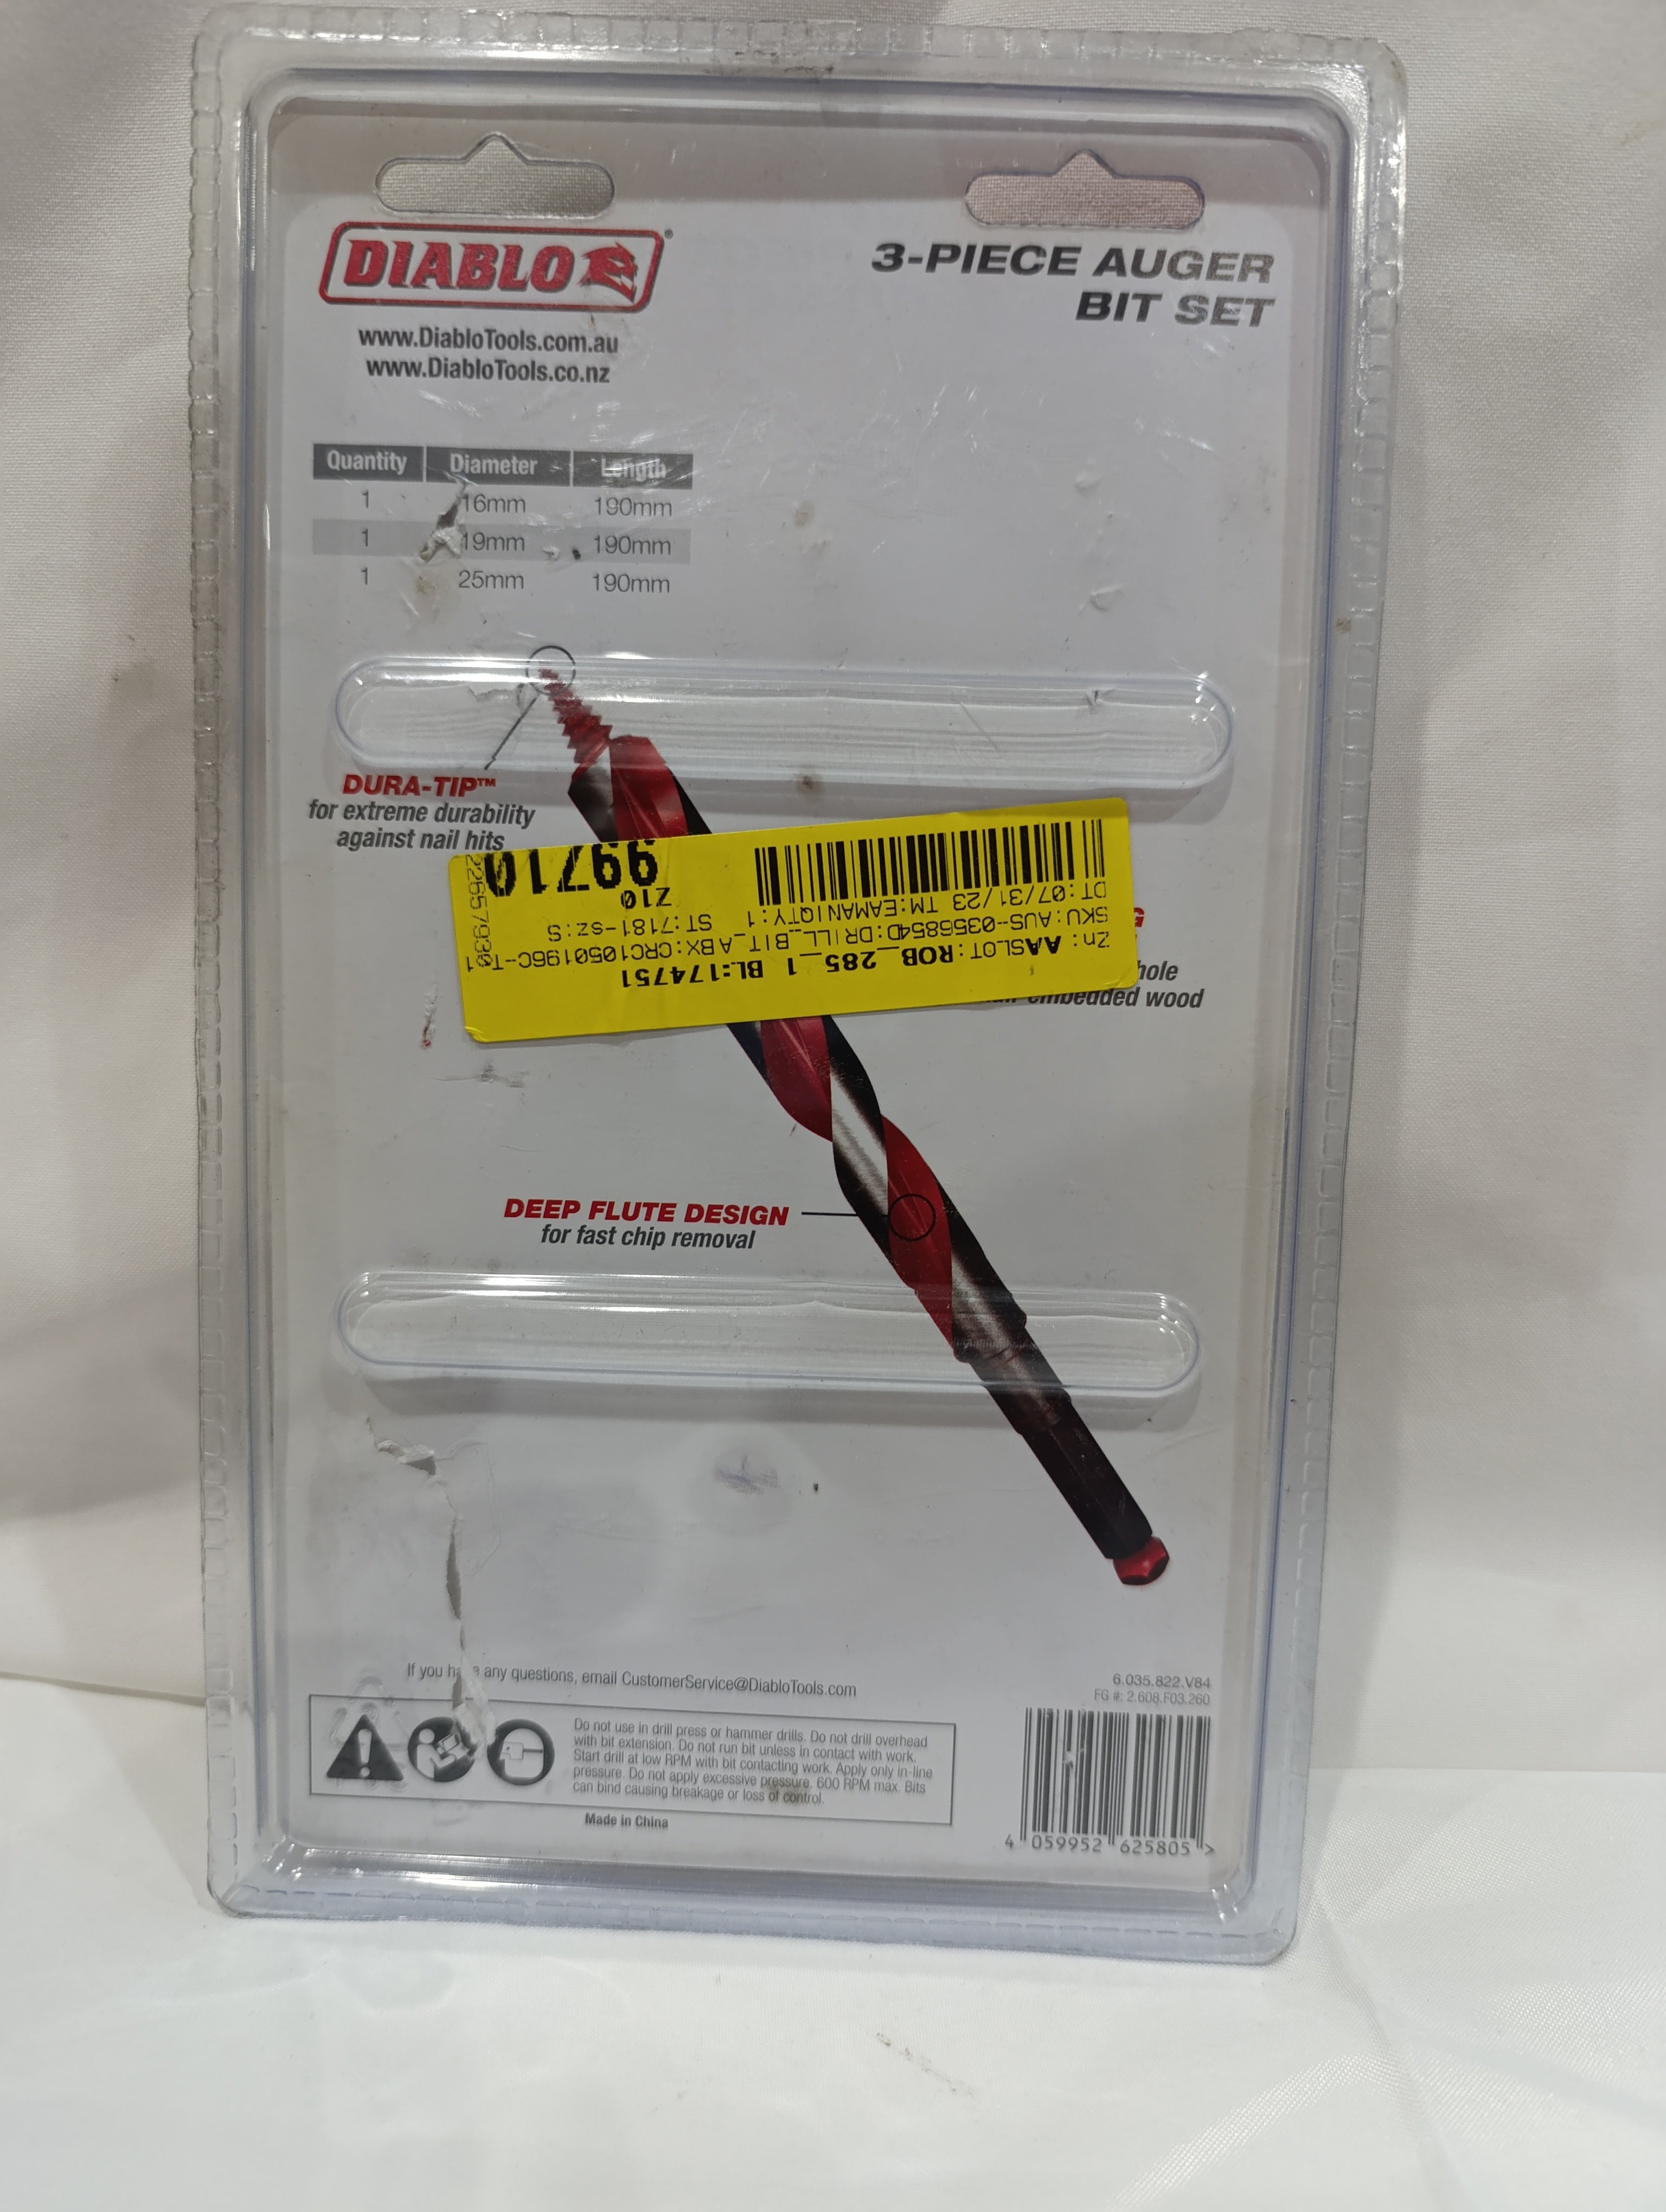 DIABLO®
www.DiabloTools.com.au
www.DiabloTools.co.nz
3-PIECE AUGER
BIT SET
Quantity Diameter Length
1 16mm 190mm
1 19mm 190mm
1 25mm 190mm
DURA-TIP™
for extreme durability
against nail hits
Zn: AASLOT:ROB_285_1 BL:174751
SKU:AUS-0356854D:DRILL_BIT_ABX:CRC1050196C-T
DT:07/31/23 TM:EAMAN|QTY:1 ST:7181-sz:S
Z10
99710
hole
embedded wood
DEEP FLUTE DESIGN
for fast chip removal
If you have any questions, email CustomerService@DiabloTools.com
6.035.822.V84
FG #: 2.608.F03.260
Do not use in drill press or hammer drills. Do not drill overhead
with bit extension. Do not run bit unless in contact with work.
Start drill at low RPM with bit contacting work. Apply only in-line
pressure. Do not apply excessive pressure. 600 RPM max. Bits
can bind causing breakage or loss of control.
Made in China
4 059952 625805 >